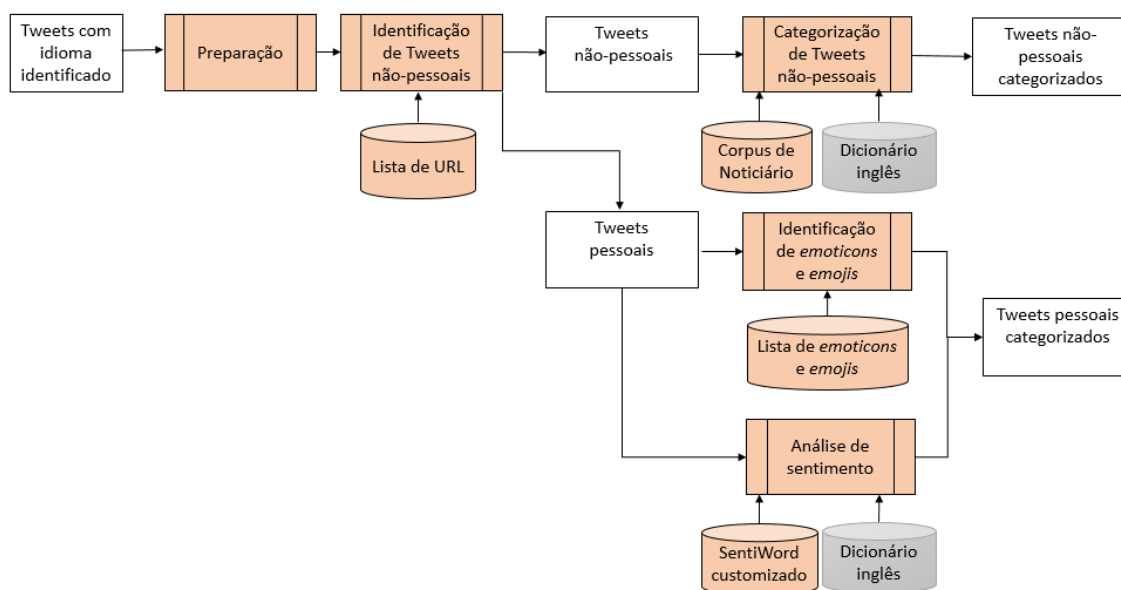 Tweets com
idioma
identificado
Preparação
Identificação
de Tweets
não-pessoais
Tweets
não-pessoais
Categorização
de Tweets
não-pessoais
Tweets não-
pessoais
categorizados
Lista de URL
Corpus de
Noticiário
Dicionário
inglês
Tweets
pessoais
Identificação
de emoticons
e emojis
Lista de emoticons
e emojis
Tweets pessoais
categorizados
Análise de
sentimento
SentiWord
customizado
Dicionário
inglês